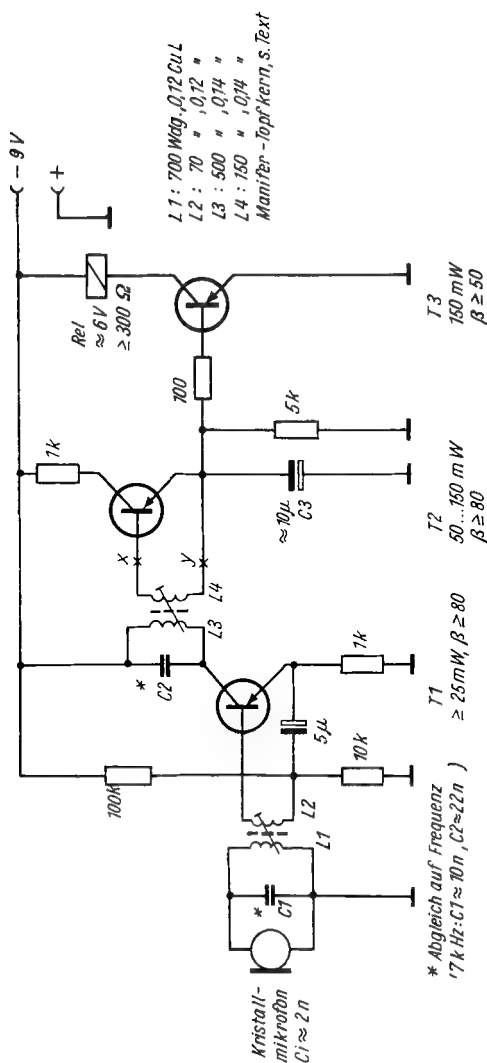 – 9 V
+
L1 : 700 Wdg., 0,12 CuL
L2 : 70 " , 0,12 "
L3 : 500 " , 0,14 "
L4 : 150 " , 0,14 "
Manifer-Topfkern, s. Text
Rel
≈ 6V
≥ 300 Ω
1k
100
5k
x
y
≈10µ
C3
L3
L4
*
C2
100k
5µ
1k
10k
L1
L2
*
C1
Kristall-
mikrofon
Ci ≈ 2n
T1
≥ 25mW, β ≥ 80
T2
50...150 mW
β ≥ 80
T3
150 mW
β ≥ 50
* Abgleich auf Frequenz
(7 kHz: C1 ≈ 10n, C2 ≈ 22n)